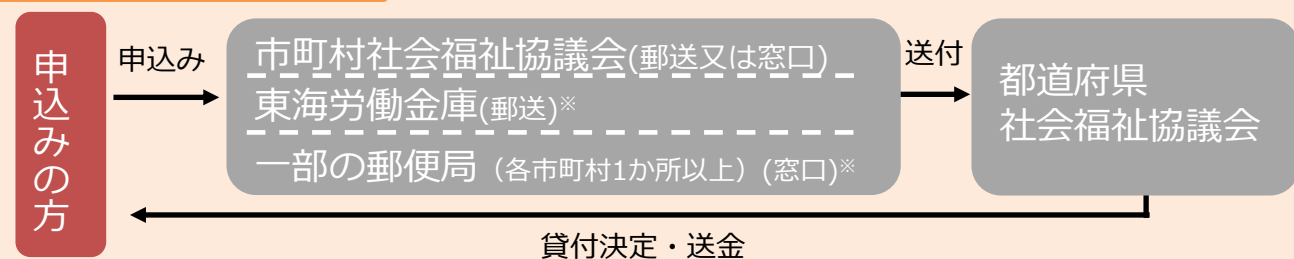 申込みの方
申込み
市町村社会福祉協議会(郵送又は窓口)
東海労働金庫(郵送)※
一部の郵便局（各市町村1か所以上）(窓口)※
送付
都道府県
社会福祉協議会
貸付決定・送金